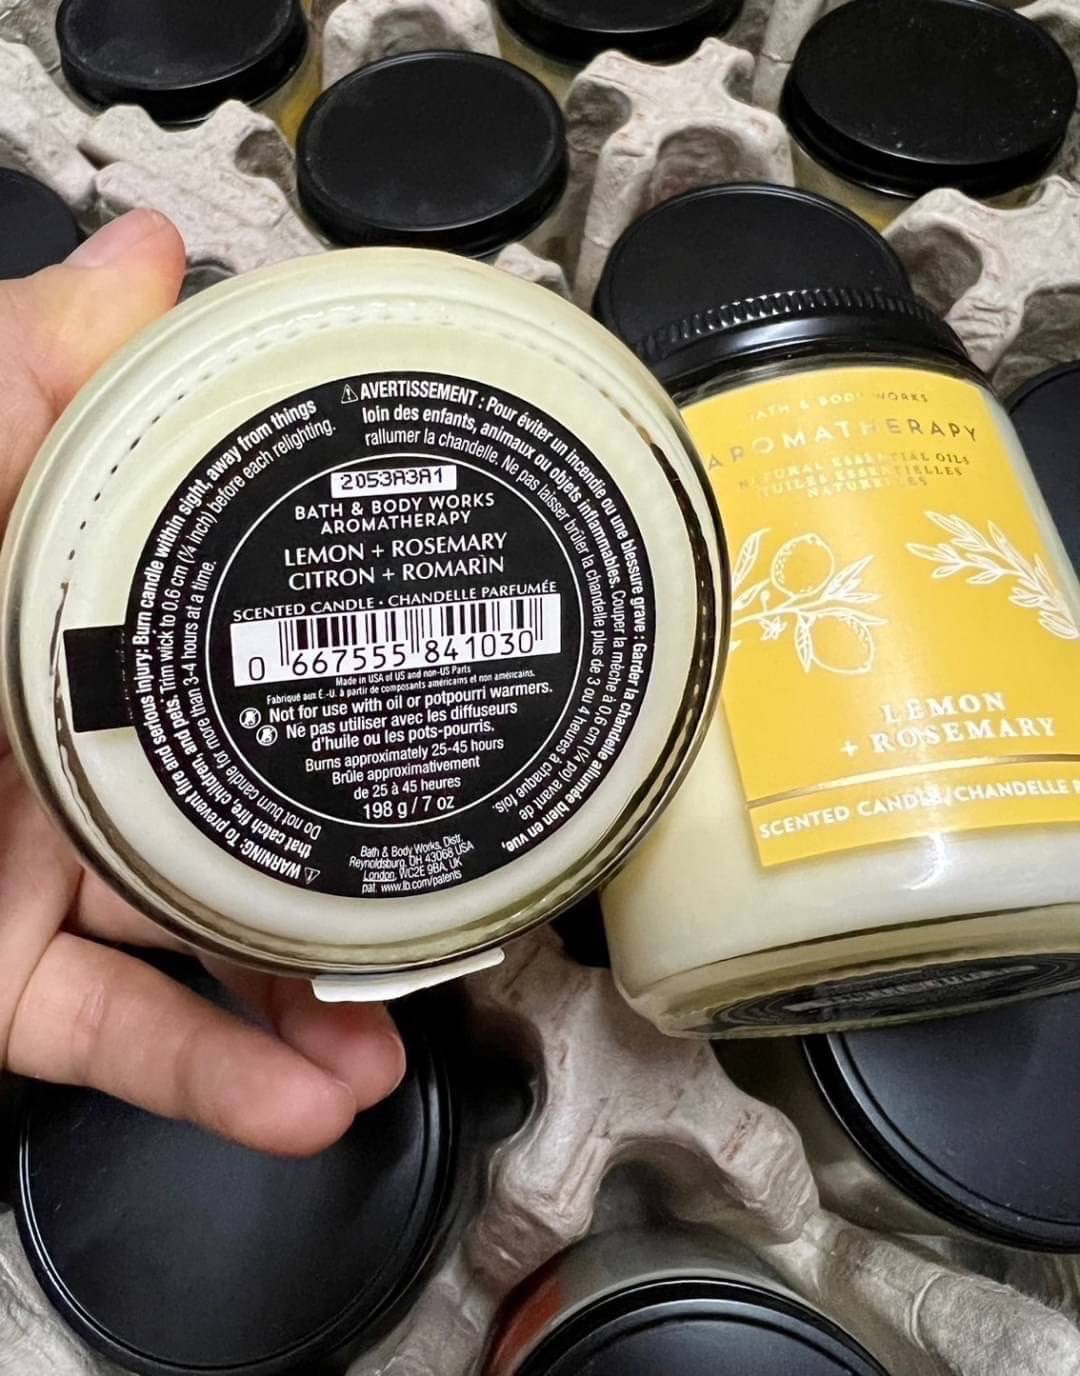 ⚠ AVERTISSEMENT : Pour éviter un incendie ou une blessure grave : Garder la chandelle allumée bien en vue,
loin des enfants, animaux ou objets inflammables. Couper la mèche à 0,6 cm (¼ po) avant de
rallumer la chandelle. Ne pas laisser brûler la chandelle plus de 3 ou 4 heures à chaque fois.
⚠ WARNING: To prevent fire and serious injury: Burn candle within sight, away from things
that catch fire, children, and pets. Trim wick to 0.6 cm (¼ inch) before each relighting.
Do not burn candle for more than 3-4 hours at a time.
2053A3A1
BATH & BODY WORKS
AROMATHERAPY
LEMON + ROSEMARY
CITRON + ROMARIN
SCENTED CANDLE • CHANDELLE PARFUMÉE
0 667555 841030
Made in USA of US and non-US Parts
Fabriqué aux É.-U. à partir de composants américains et non américains.
Not for use with oil or potpourri warmers.
Ne pas utiliser avec les diffuseurs
d'huile ou les pots-pourris.
Burns approximately 25-45 hours
Brûle approximativement
de 25 à 45 heures
198 g / 7 oz
Bath & Body Works, Distr.
Reynoldsburg, OH 43068 USA
London, WC2E 9BA, UK
pat. www.lb.com/patents
BATH & BODY WORKS
AROMATHERAPY
NATURAL ESSENTIAL OILS
HUILES ESSENTIELLES
NATURELLES
LEMON
+ ROSEMARY
SCENTED CANDLE/CHANDELLE